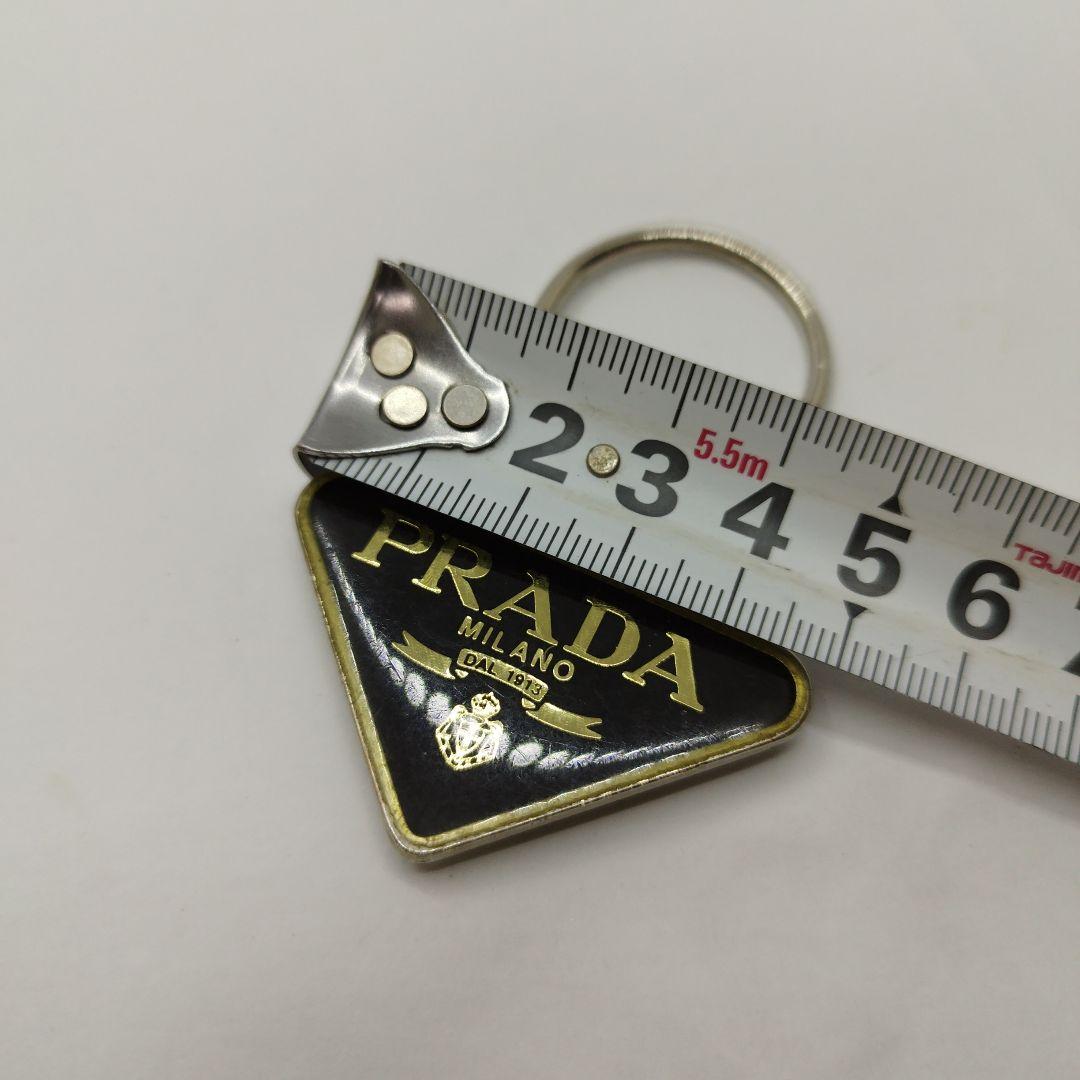 2 3 4 5 6
5.5m
TAJIM
PRADA
MILANO
DAL 1913